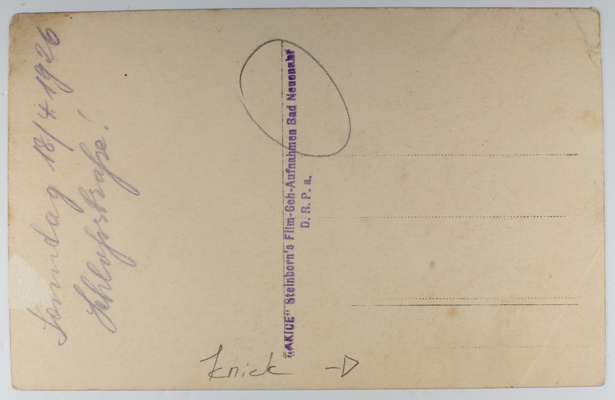 Sonntag 18/4 1926
Schloßstraße!
"AKICE" Steinborn's Film-Geh-Aufnahmen Bad Neuenahr
D. R. P. a.
Knick